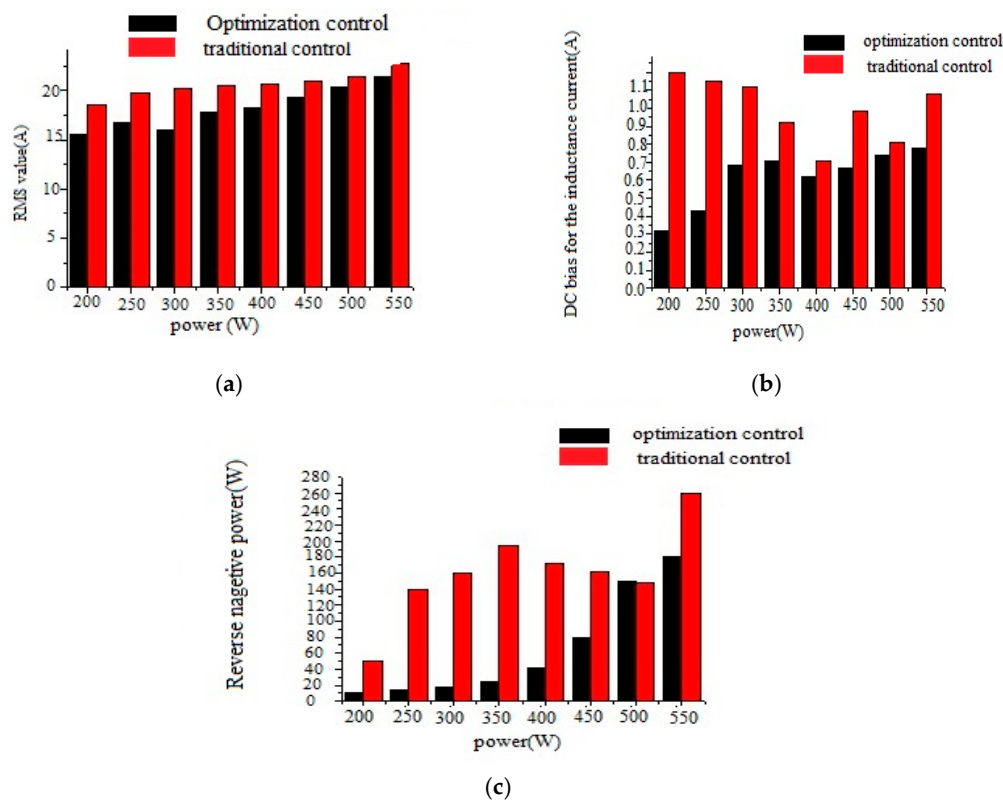 Optimization control
traditional control
RMS value(A)
20
15
10
5
0
200 250 300 350 400 450 500 550
power (W)
(a)
optimization control
traditional control
DC bias for the inductance current(A)
1.1
1.0
0.9
0.8
0.7
0.6
0.5
0.4
0.3
0.2
0.1
0.0
200 250 300 350 400 450 500 550
power(W)
(b)
optimization control
traditional control
Reverse nagetive power(W)
280
260
240
220
200
180
160
140
120
100
80
60
40
20
0
200 250 300 350 400 450 500 550
power(W)
(c)